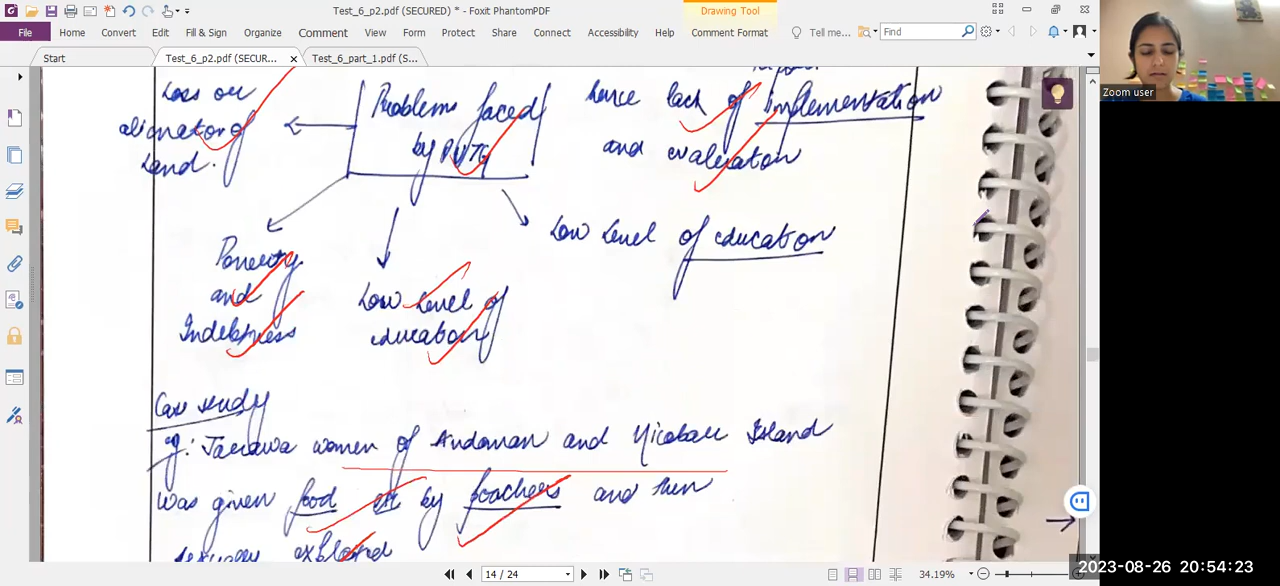 Test_6_p2.pdf (SECURED) * - Foxit PhantomPDF
Drawing Tool
File Home Convert Edit Fill & Sign Organize Comment View Form Protect Share Connect Accessibility Help Comment Format Tell me... Find
Start Test_6_p2.pdf (SECUR... Test_6_part_1.pdf (S...
Zoom user
Loss or
alienation of
Land.
Problems faced
by PVTG
hence lack of implementation
and evaluation
Low Level of education
Poverty
and
Indebtness
Low Level of
education
Case study
eg: Jarawa women of Andaman and Nicobar Island
was given food by poachers and then
sexually exploited
14 / 24
34.19%
2023-08-26 20:54:23